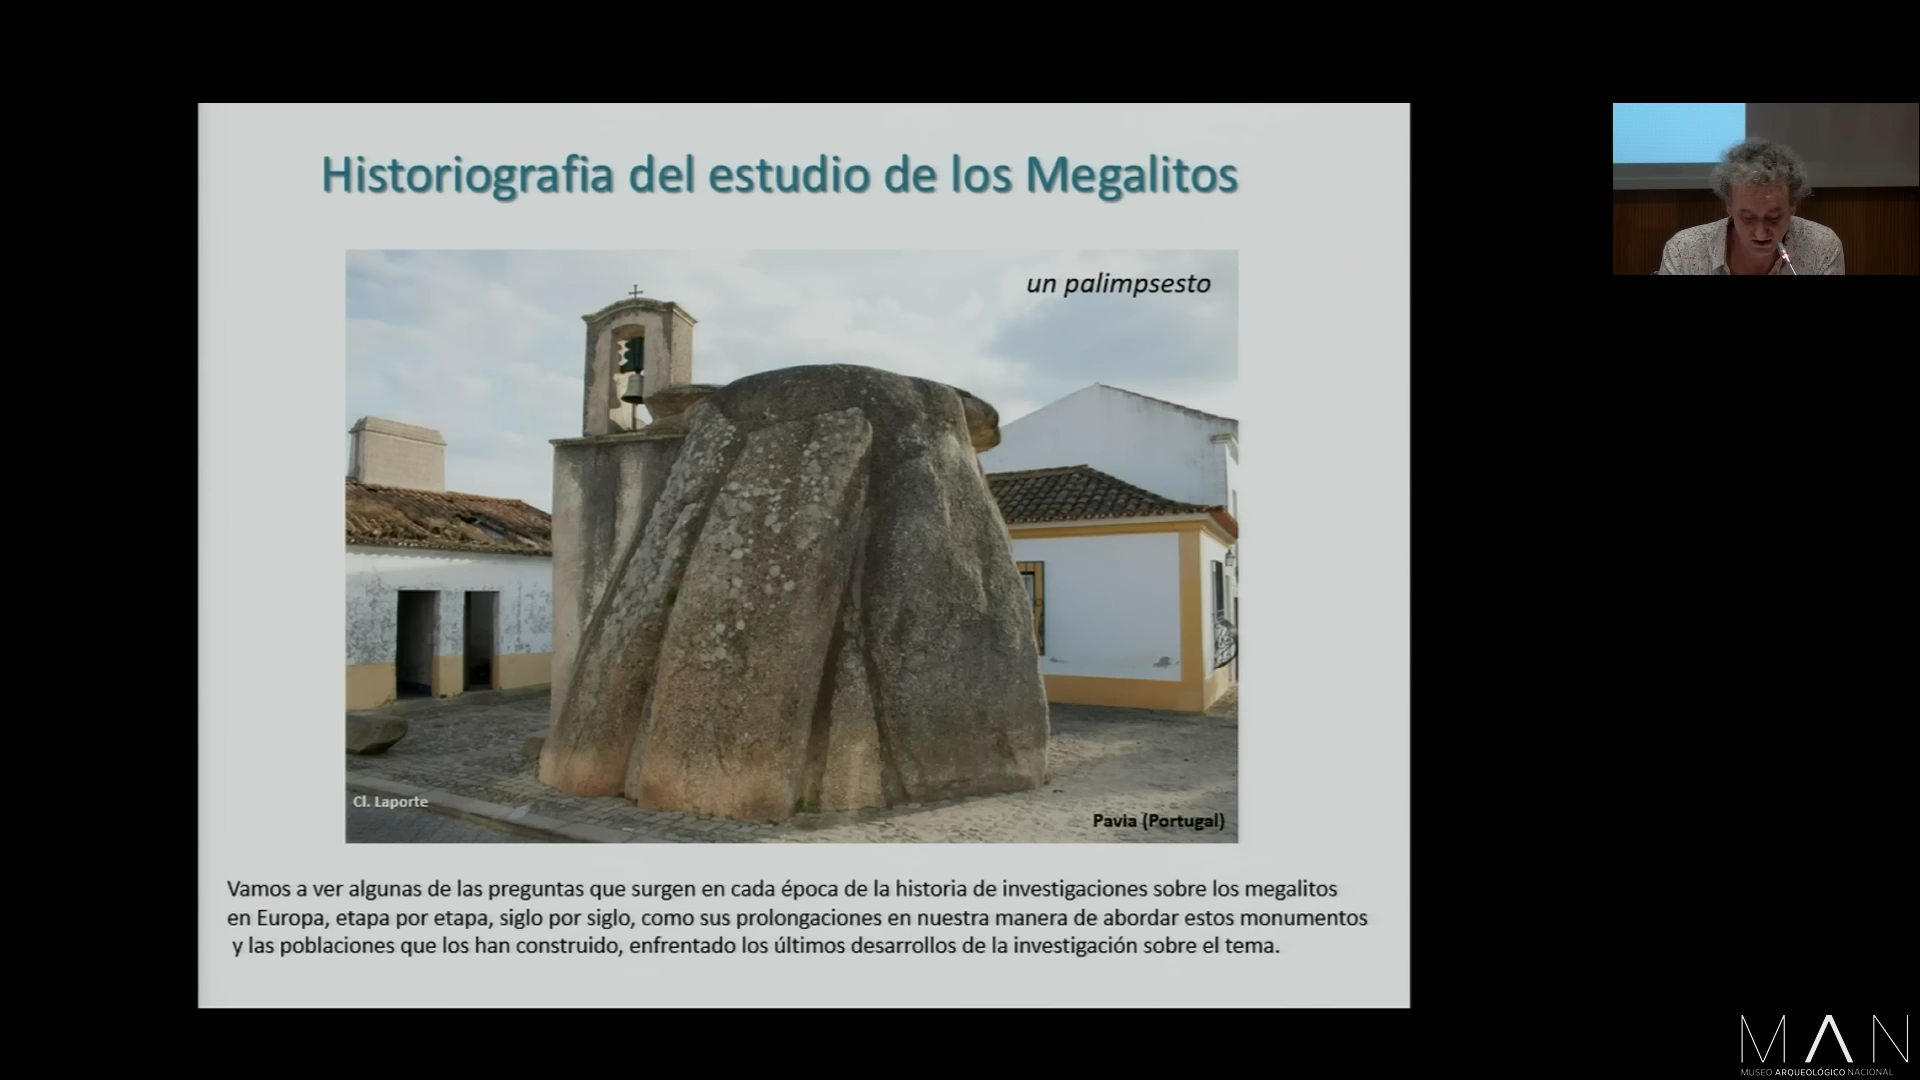 Historiografia del estudio de los Megalitos
un palimpsesto
Cl. Laporte
Pavia (Portugal)
Vamos a ver algunas de las preguntas que surgen en cada época de la historia de investigaciones sobre los megalitos
en Europa, etapa por etapa, siglo por siglo, como sus prolongaciones en nuestra manera de abordar estos monumentos
y las poblaciones que los han construido, enfrentado los últimos desarrollos de la investigación sobre el tema.
MAN
MUSEO ARQUEOLÓGICO NACIONAL